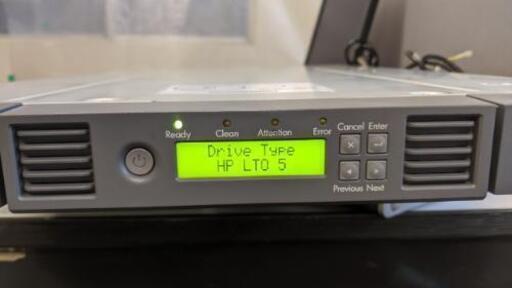 Ready Clean Attention Error Cancel Enter
Drive Type
HP LTO 5
Previous Next